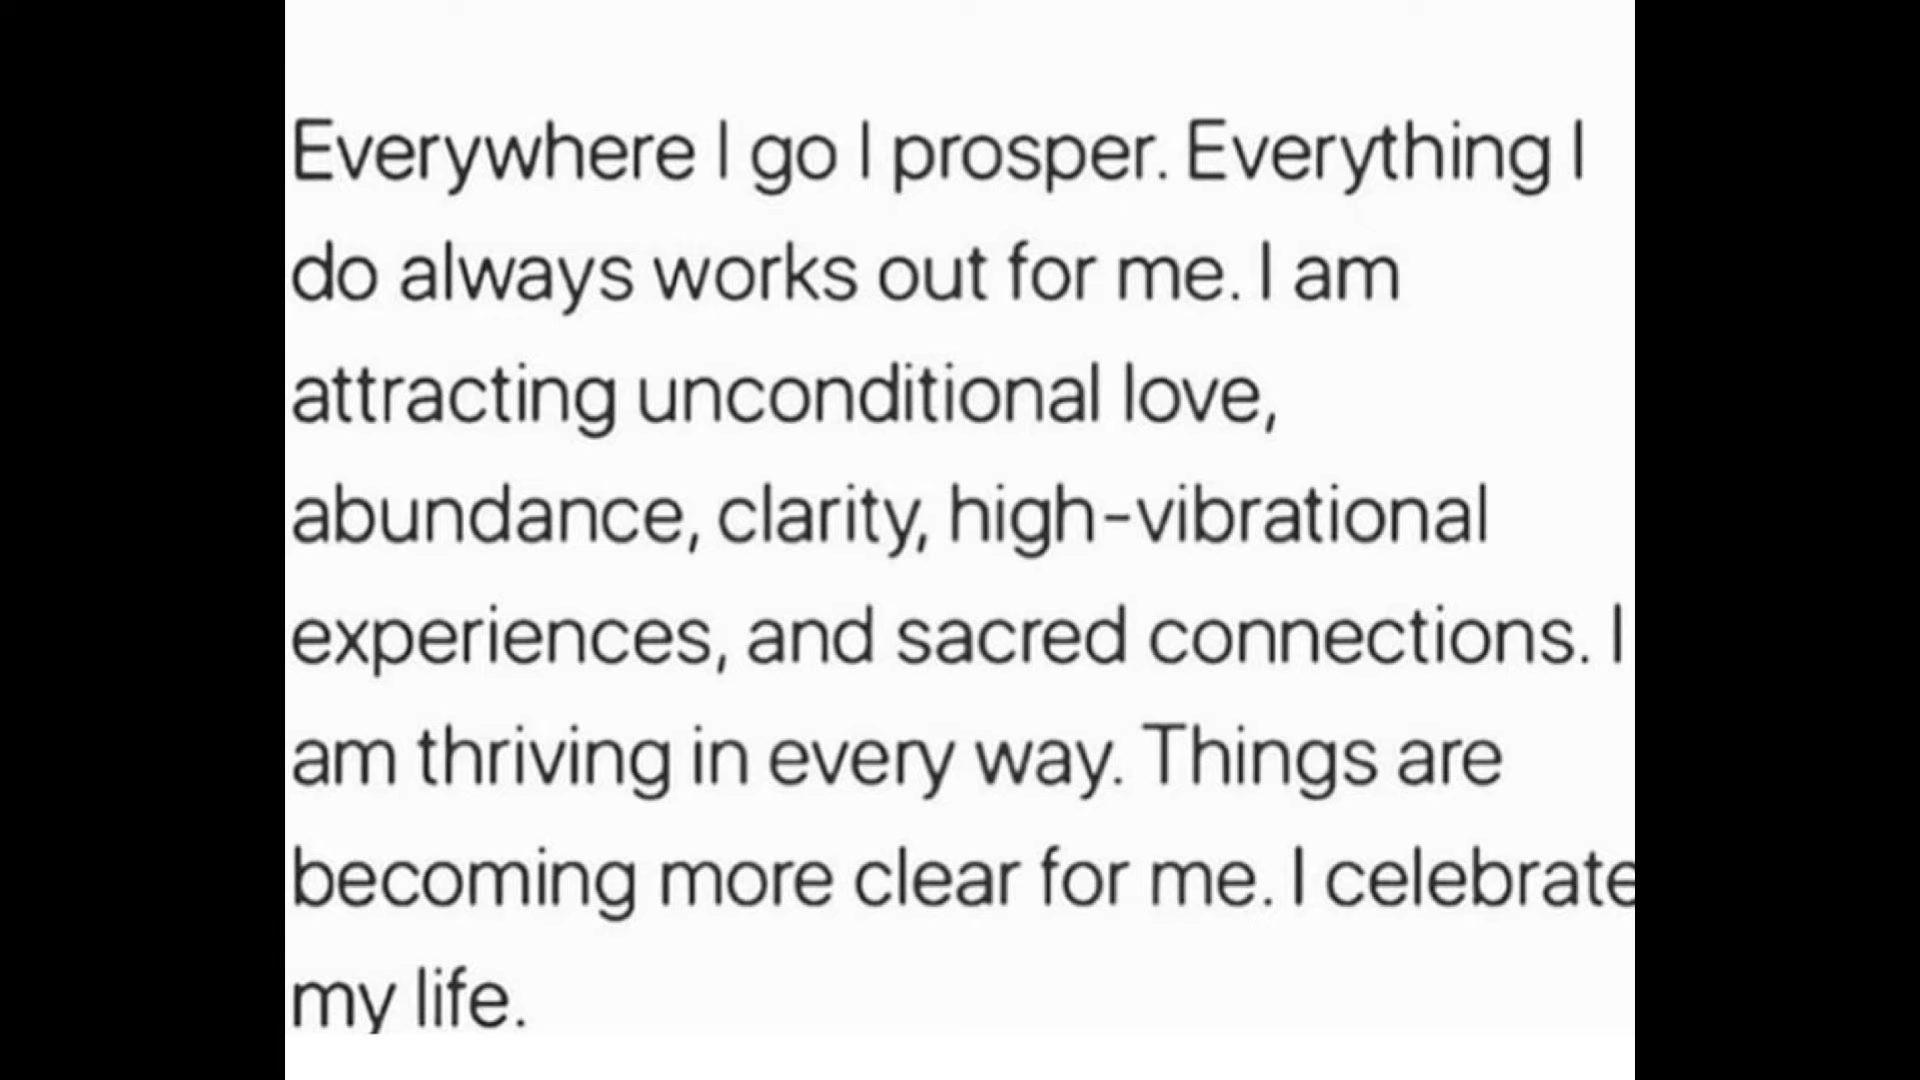 Everywhere I go I prosper. Everything I
do always works out for me. I am
attracting unconditional love,
abundance, clarity, high-vibrational
experiences, and sacred connections. I
am thriving in every way. Things are
becoming more clear for me. I celebrate
my life.